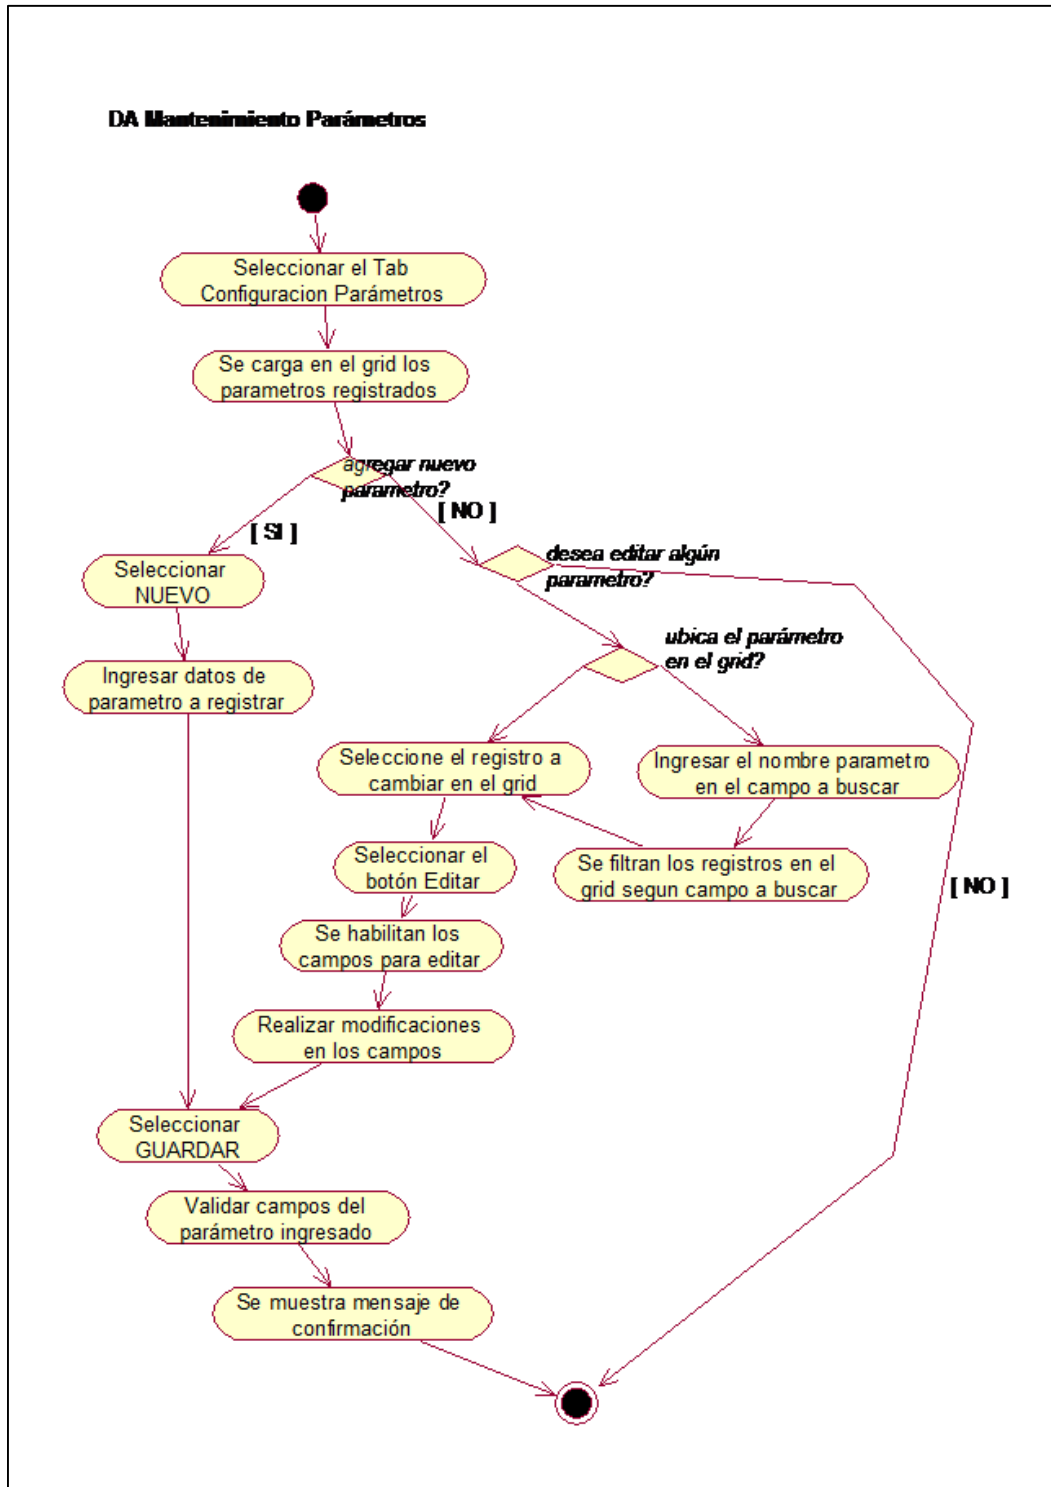 DA Mantenimiento Parámetros
Seleccionar el Tab
Configuracion Parámetros
Se carga en el grid los
parametros registrados
agregar nuevo
parametro?
[ SI ]
[ NO ]
desea editar algún
parametro?
Seleccionar
NUEVO
ubica el parámetro
en el grid?
Ingresar datos de
parametro a registrar
Seleccione el registro a
cambiar en el grid
Ingresar el nombre parametro
en el campo a buscar
Seleccionar el
botón Editar
Se filtran los registros en el
grid segun campo a buscar
[ NO ]
Se habilitan los
campos para editar
Realizar modificaciones
en los campos
Seleccionar
GUARDAR
Validar campos del
parámetro ingresado
Se muestra mensaje de
confirmación